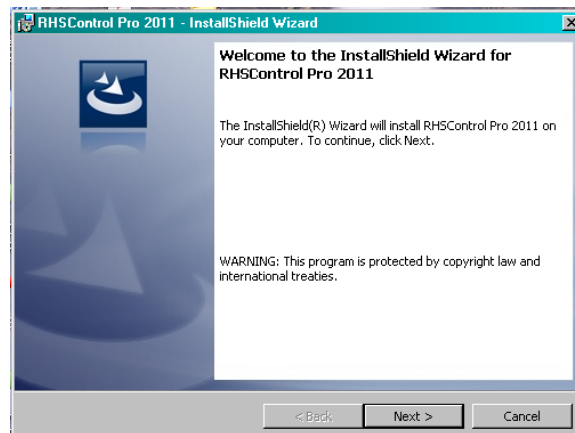 RHSControl Pro 2011 - InstallShield Wizard
Welcome to the InstallShield Wizard for
RHSControl Pro 2011
The InstallShield(R) Wizard will install RHSControl Pro 2011 on
your computer. To continue, click Next.
WARNING: This program is protected by copyright law and
international treaties.
< Back
Next >
Cancel